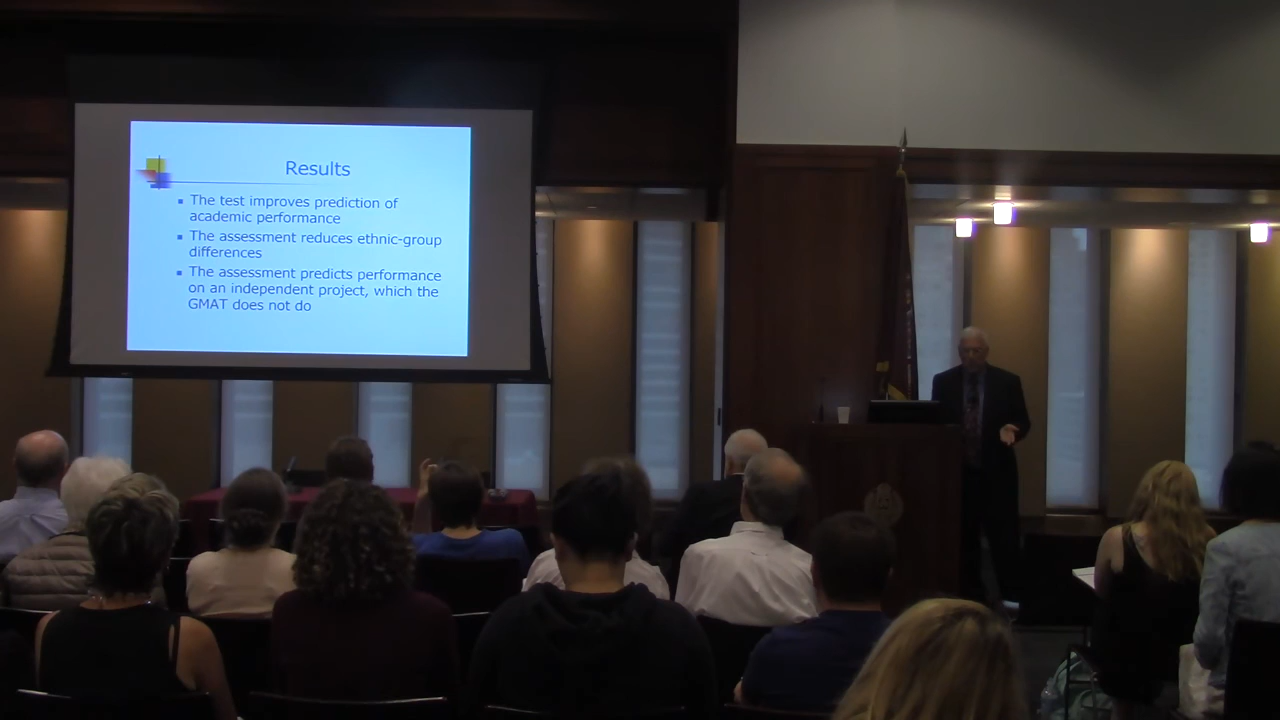 Results
The test improves prediction of
academic performance
The assessment reduces ethnic-group
differences
The assessment predicts performance
on an independent project, which the
GMAT does not do